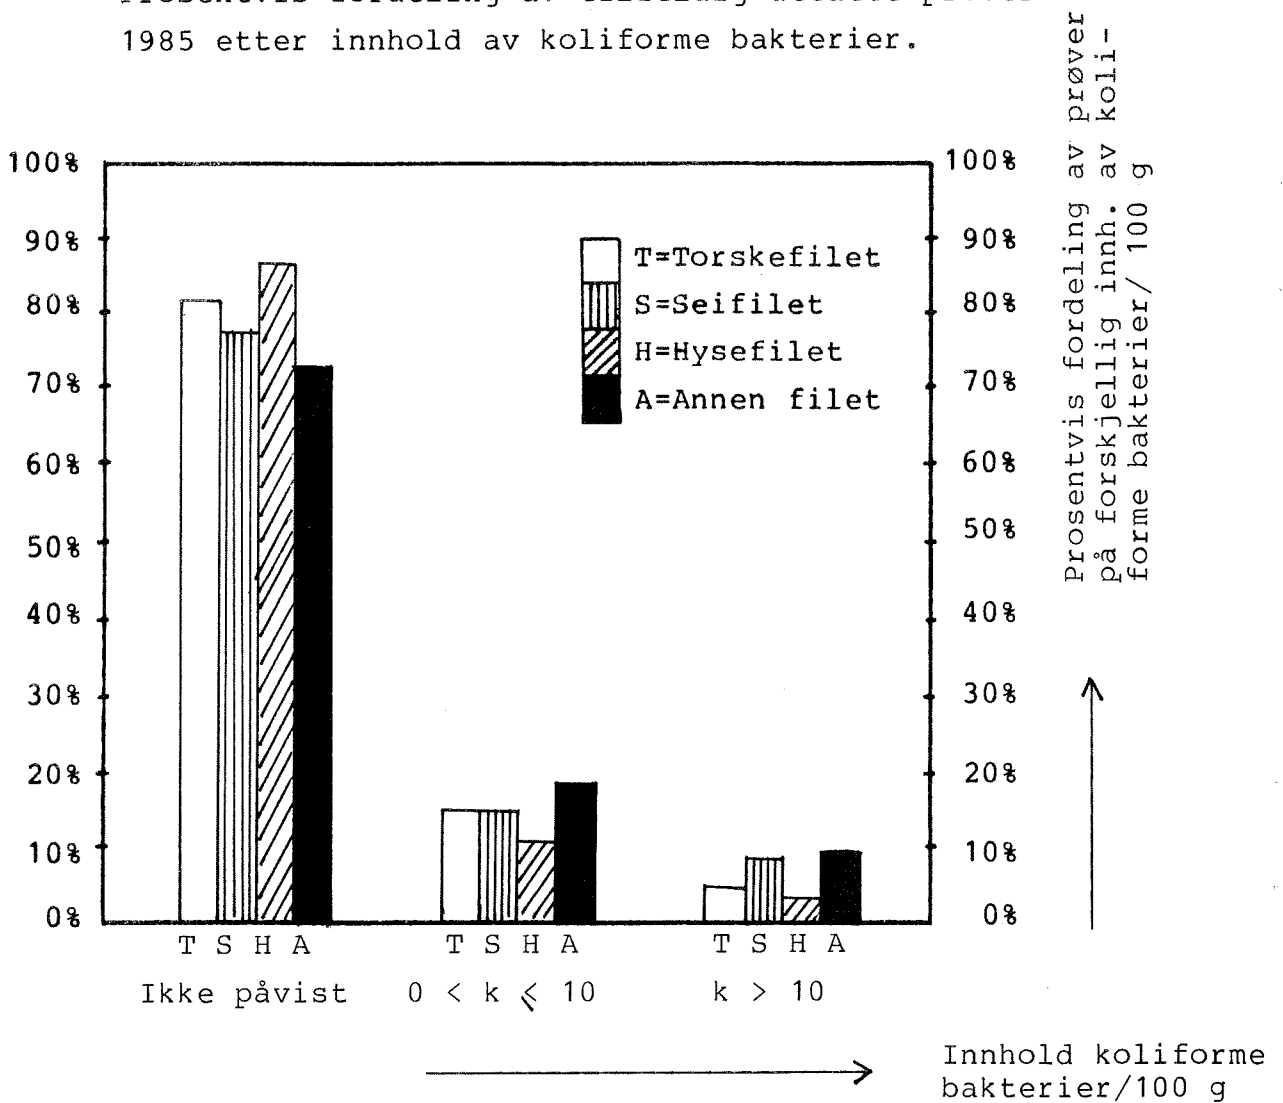 1985 etter innhold av koliforme bakterier.
Prosentvis fordeling av prøver
på forskjellig innh. av koli-
forme bakterier/ 100 g
100% 100%
90% 90%
80% 80%
70% 70%
60% 60%
50% 50%
40% 40%
30% 30%
20% 20%
10% 10%
0% 0%
T=Torskefilet
S=Seifilet
H=Hysefilet
A=Annen filet
T S H A T S H A T S H A
Ikke påvist 0 < k ≤ 10 k > 10
Innhold koliforme
bakterier/100 g